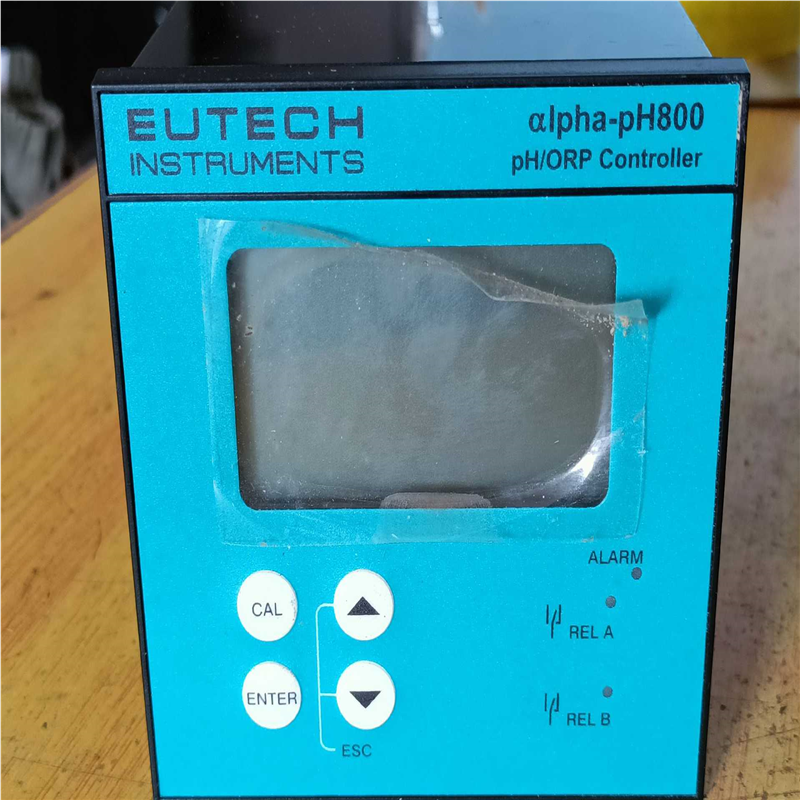 EUTECH
INSTRUMENTS
αlpha-pH800
pH/ORP Controller
ALARM
CAL
REL A
ENTER
REL B
ESC